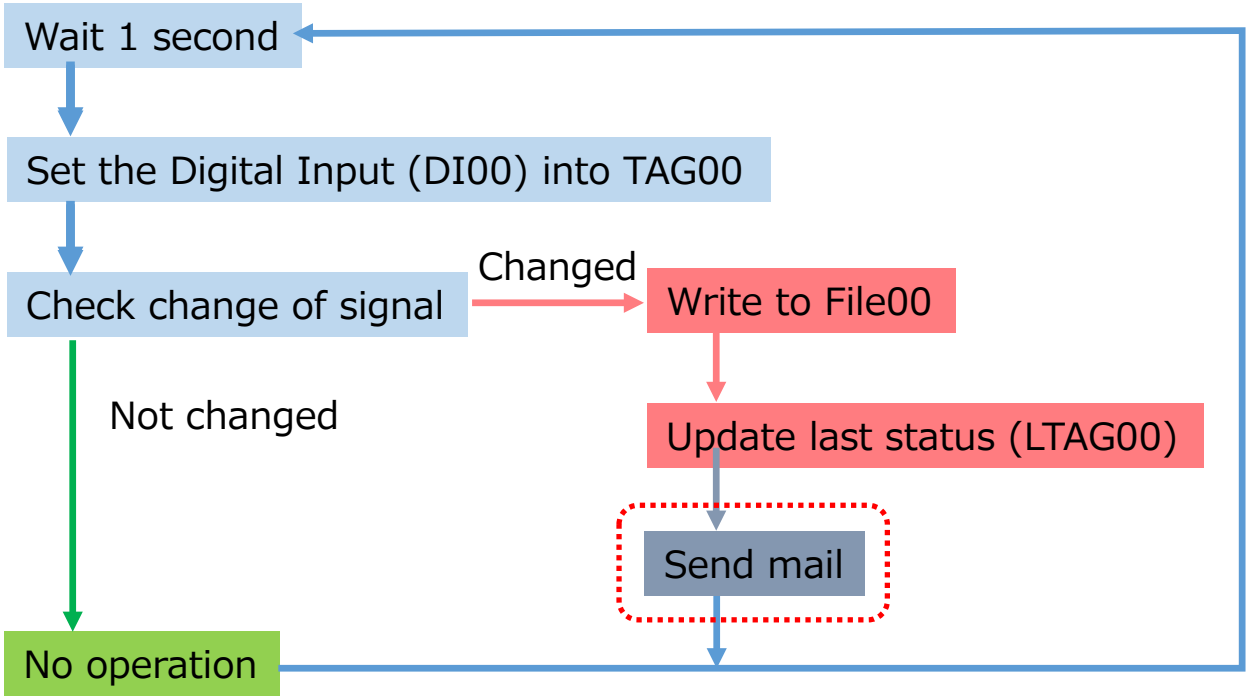 Wait 1 second
Set the Digital Input (DI00) into TAG00
Check change of signal
Changed
Write to File00
Not changed
Update last status (LTAG00)
Send mail
No operation